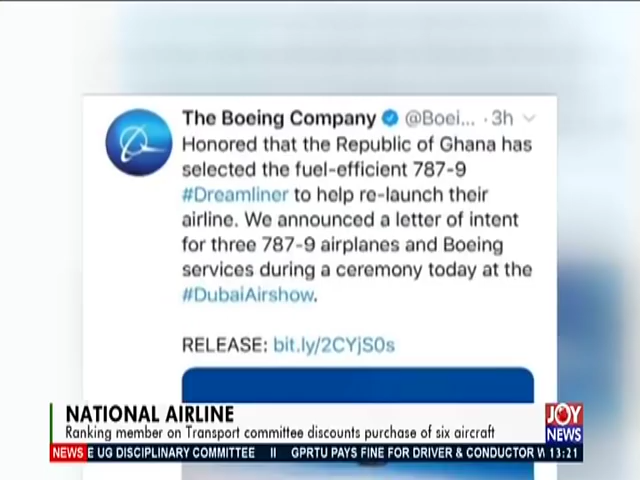 The Boeing Company @Boei... · 3h
Honored that the Republic of Ghana has
selected the fuel-efficient 787-9
#Dreamliner to help re-launch their
airline. We announced a letter of intent
for three 787-9 airplanes and Boeing
services during a ceremony today at the
#DubaiAirshow.
RELEASE: bit.ly/2CYjS0s
NATIONAL AIRLINE
Ranking member on Transport committee discounts purchase of six aircraft
JOY
NEWS
NEWS E UG DISCIPLINARY COMMITTEE II GPRTU PAYS FINE FOR DRIVER & CONDUCTOR W 13:21